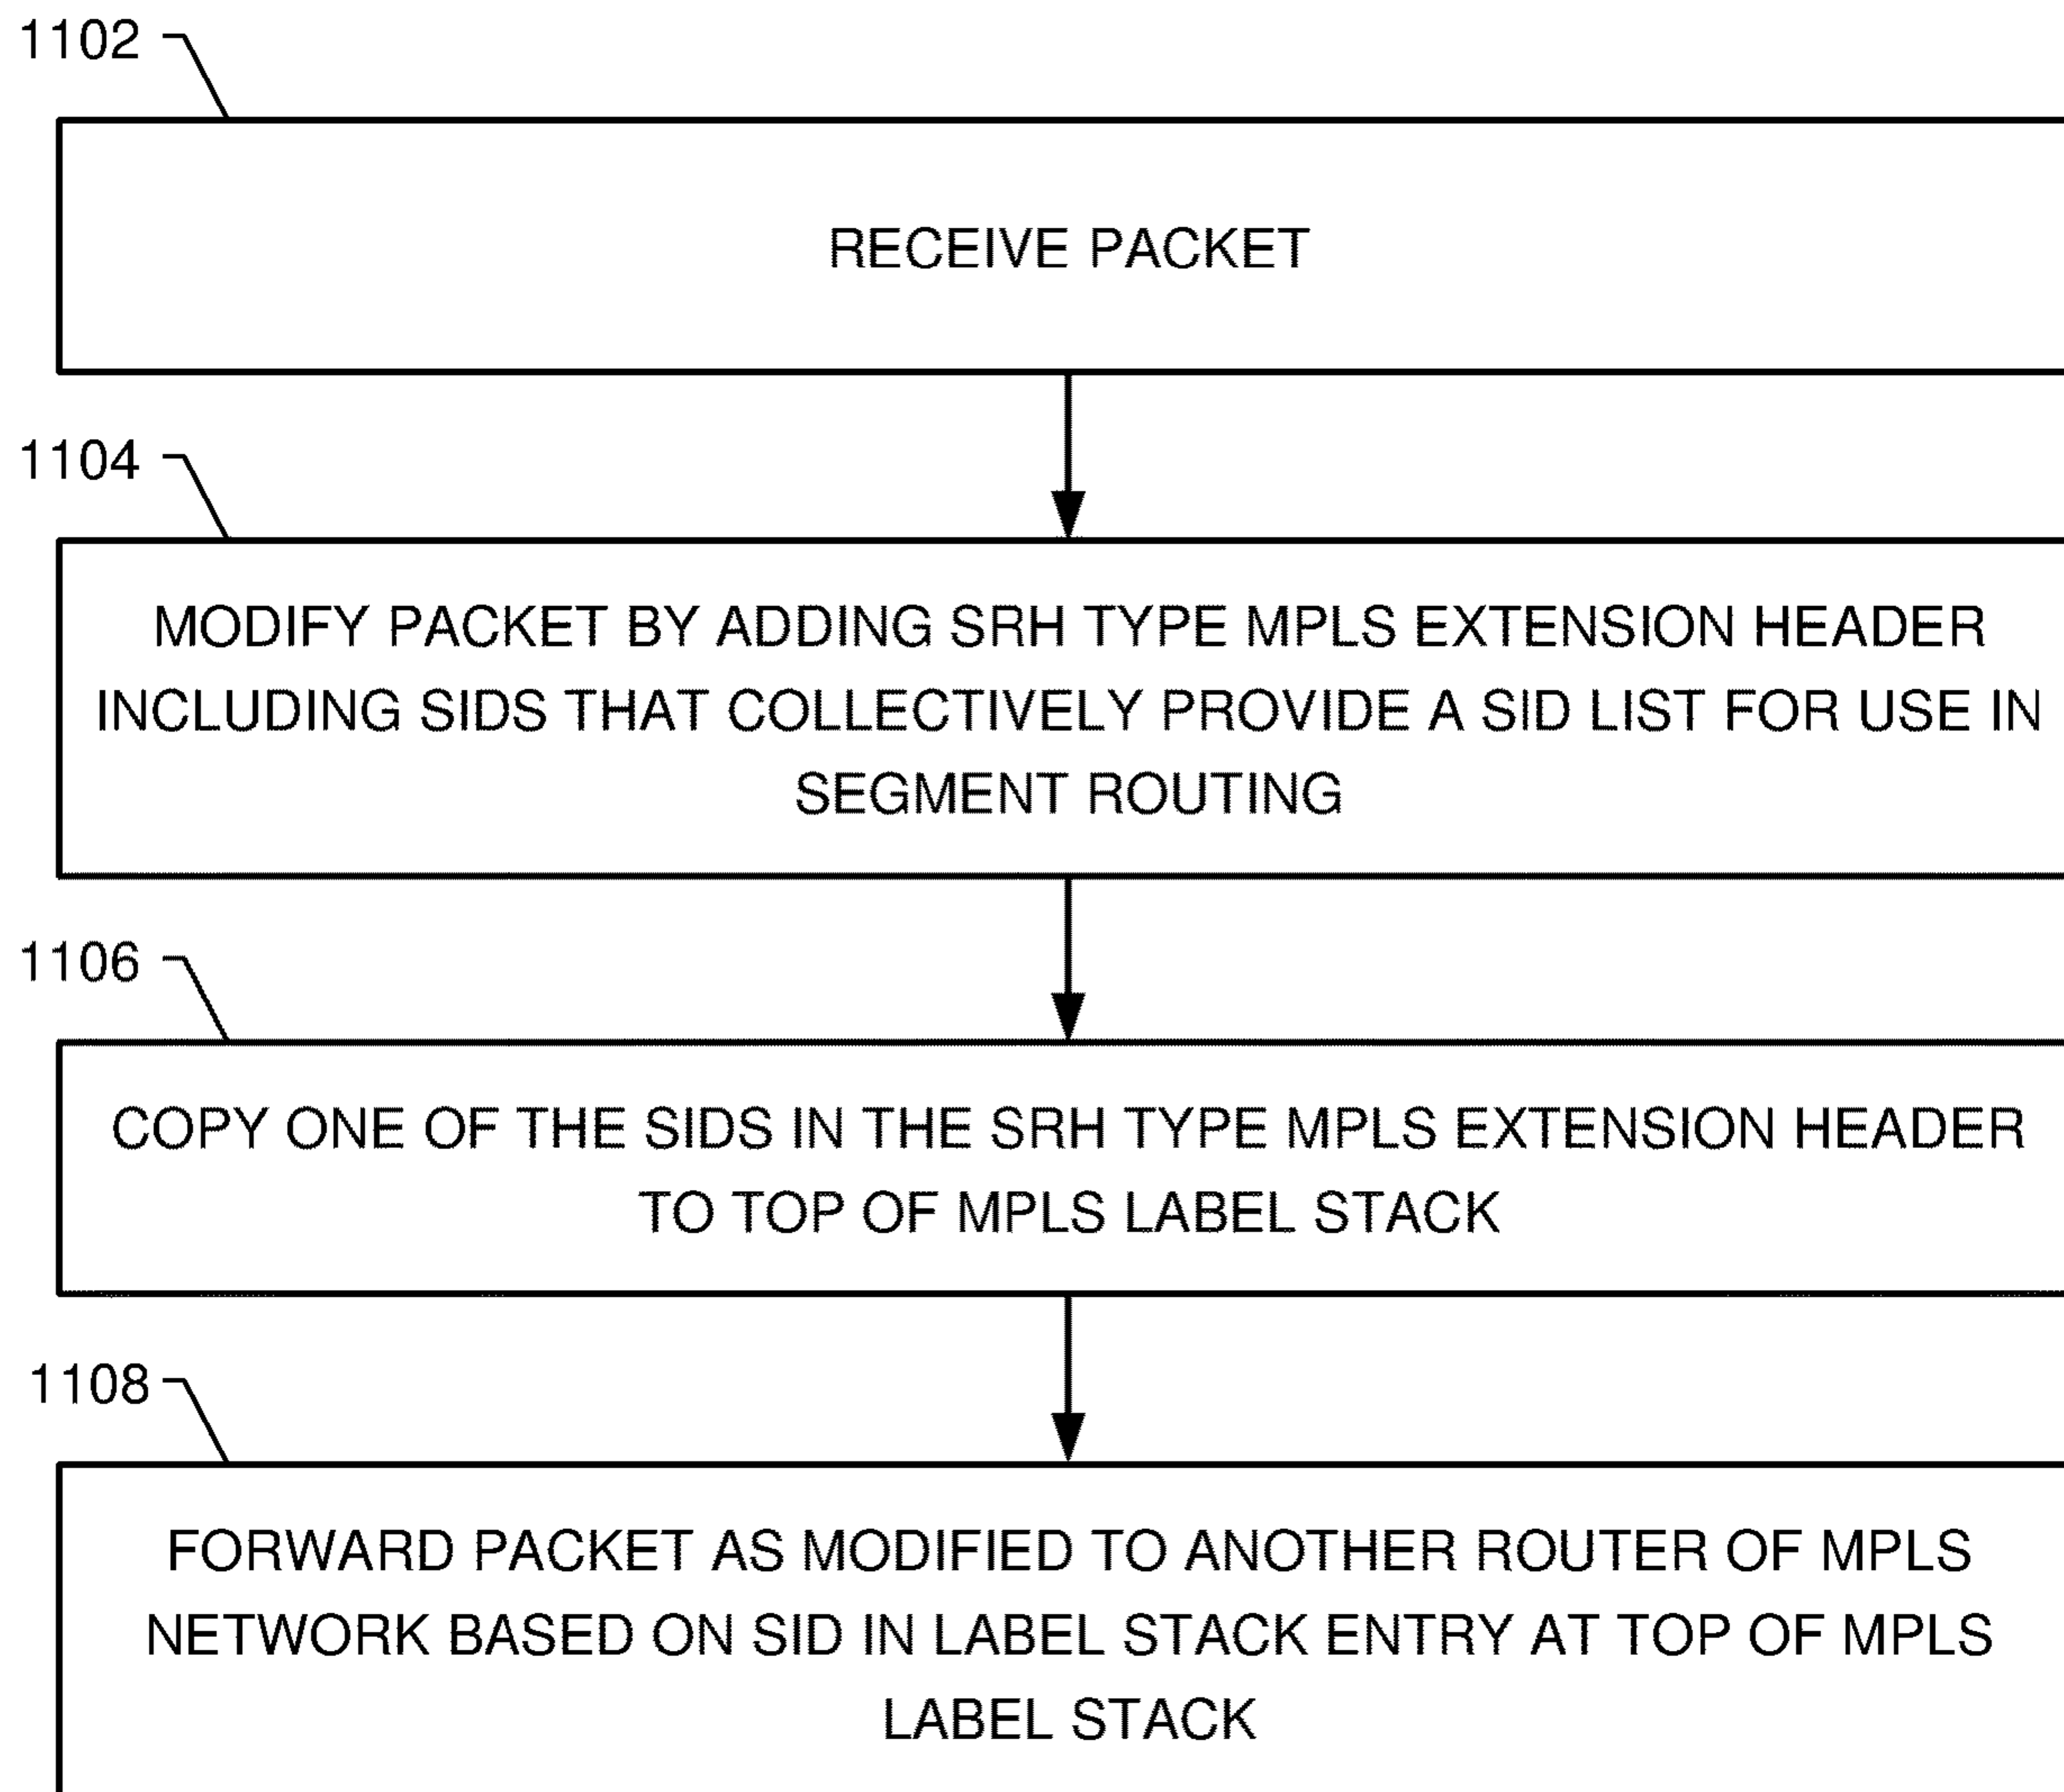 1102
RECEIVE PACKET
1104
MODIFY PACKET BY ADDING SRH TYPE MPLS EXTENSION HEADER
INCLUDING SIDS THAT COLLECTIVELY PROVIDE A SID LIST FOR USE IN
SEGMENT ROUTING
1106
COPY ONE OF THE SIDS IN THE SRH TYPE MPLS EXTENSION HEADER
TO TOP OF MPLS LABEL STACK
1108
FORWARD PACKET AS MODIFIED TO ANOTHER ROUTER OF MPLS
NETWORK BASED ON SID IN LABEL STACK ENTRY AT TOP OF MPLS
LABEL STACK